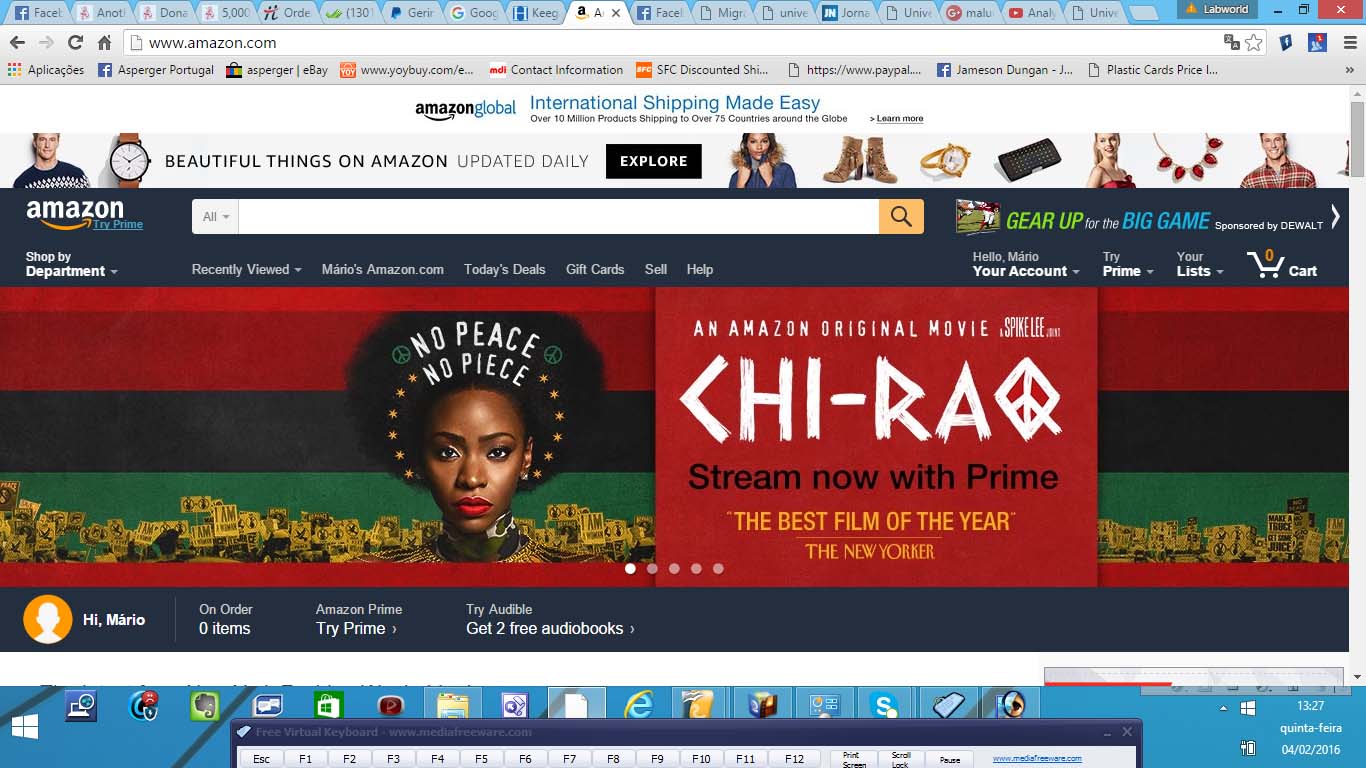 Facel
Anotl
Dona
5,000
Orde
(1301
Gerir
Goog
Keeg
Facel
Migra
unive
Jorna
Unive
malu
Analy
Unive
Labworld
www.amazon.com
Aplicações
Asperger Portugal
asperger | eBay
www.yoybuy.com/e...
Contact Infcormation
SFC Discounted Shi...
https://www.paypal....
Jameson Dungan - J...
Plastic Cards Price l...
amazonglobal International Shipping Made Easy
Over 10 Million Products Shipping to Over 75 Countries around the Globe > Learn more
BEAUTIFUL THINGS ON AMAZON UPDATED DAILY EXPLORE
amazon
Try Prime
All
GEAR UP for the BIG GAME Sponsored by DEWALT
Shop by
Department
Recently Viewed
Mário's Amazon.com
Today's Deals
Gift Cards
Sell
Help
Hello, Mário
Your Account
Try
Prime
Your
Lists
0
Cart
NO PEACE
NO PIECE
AN AMAZON ORIGINAL MOVIE A SPIKE LEE JOINT
CHI-RAQ
Stream now with Prime
"THE BEST FILM OF THE YEAR"
THE NEW YORKER
Hi, Mário
On Order
0 items
Amazon Prime
Try Prime ›
Try Audible
Get 2 free audiobooks ›
13:27
quinta-feira
04/02/2016
Free Virtual Keyboard - www.mediafreeware.com
Esc
F1
F2
F3
F4
F5
F6
F7
F8
F9
F10
F11
F12
Print
Screen
Scroll
Lock
Pause
www.mediafreeware.com